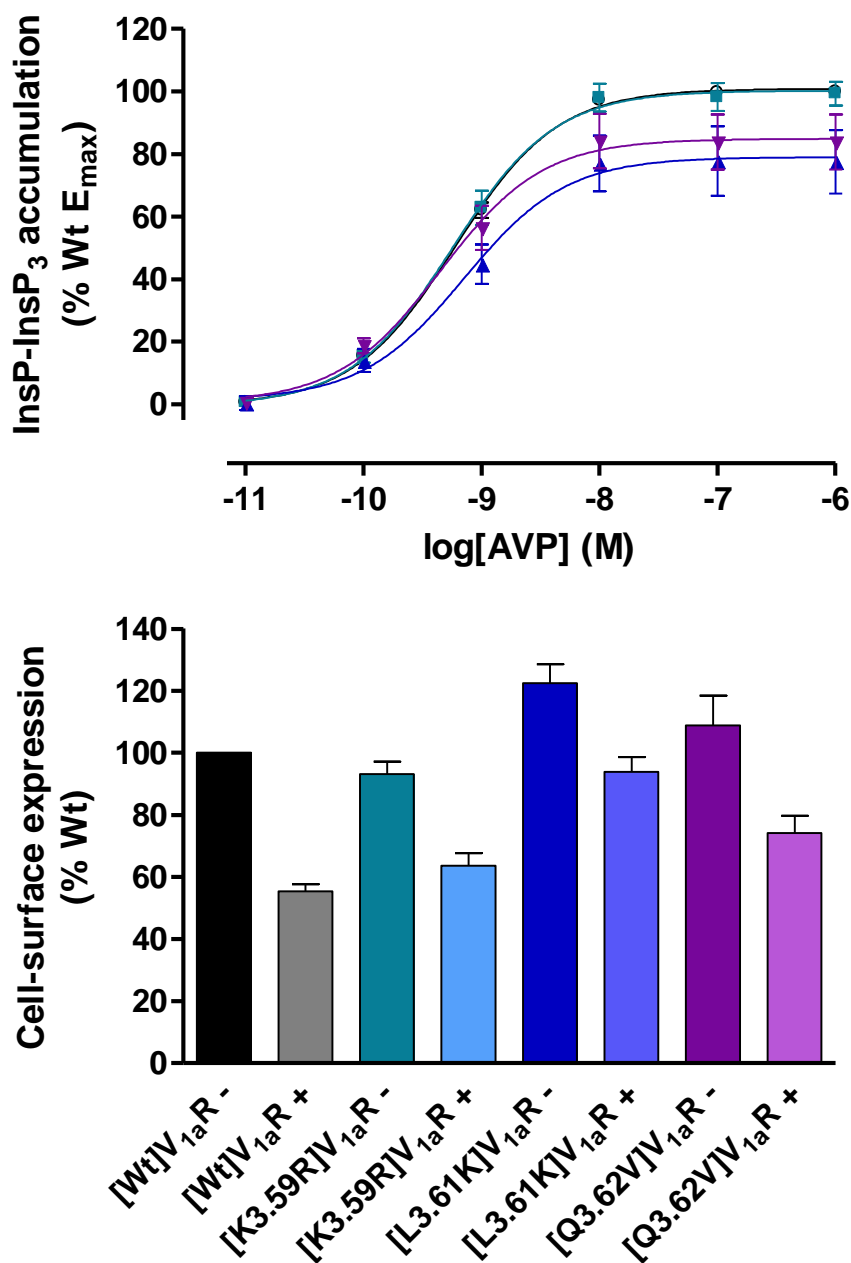 InsP-InsP3 accumulation
(% Wt Emax)
120
100
80
60
40
20
0
-11 -10 -9 -8 -7 -6
log[AVP] (M)
Cell-surface expression
(% Wt)
140
120
100
80
60
40
20
0
[Wt]V1aR -
[Wt]V1aR +
[K3.59R]V1aR -
[K3.59R]V1aR +
[L3.61K]V1aR -
[L3.61K]V1aR +
[Q3.62V]V1aR -
[Q3.62V]V1aR +